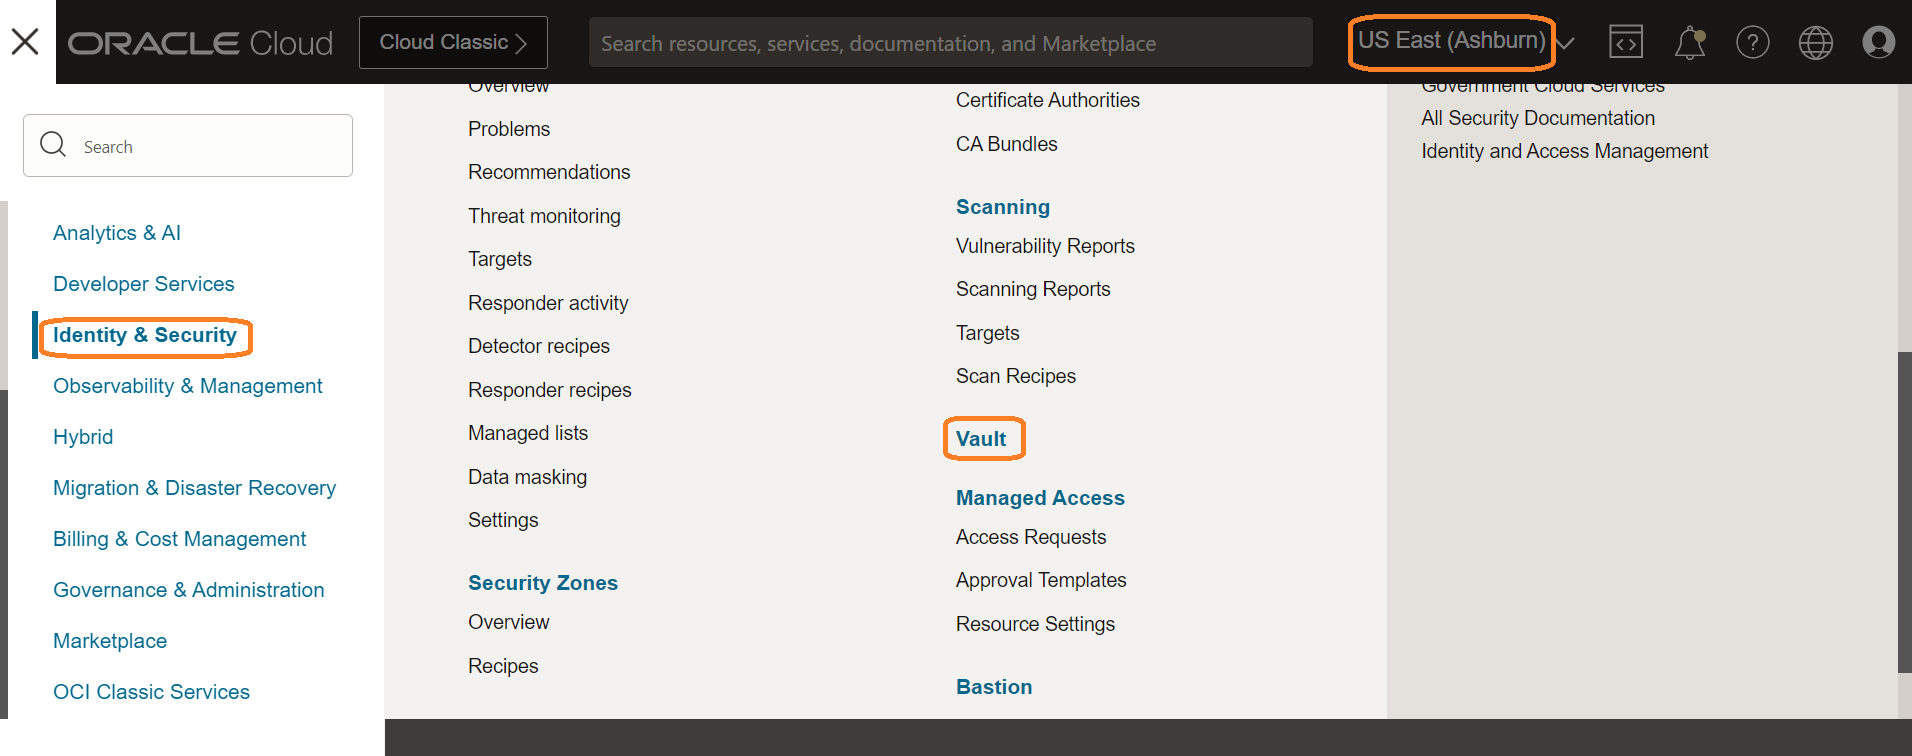 ORACLE Cloud
Cloud Classic
Search resources, services, documentation, and Marketplace
US East (Ashburn)
Search
Analytics & AI
Developer Services
Identity & Security
Observability & Management
Hybrid
Migration & Disaster Recovery
Billing & Cost Management
Governance & Administration
Marketplace
OCI Classic Services
Overview
Problems
Recommendations
Threat monitoring
Targets
Responder activity
Detector recipes
Responder recipes
Managed lists
Data masking
Settings
Security Zones
Overview
Recipes
Certificate Authorities
CA Bundles
Scanning
Vulnerability Reports
Scanning Reports
Targets
Scan Recipes
Vault
Managed Access
Access Requests
Approval Templates
Resource Settings
Bastion
Government Cloud Services
All Security Documentation
Identity and Access Management